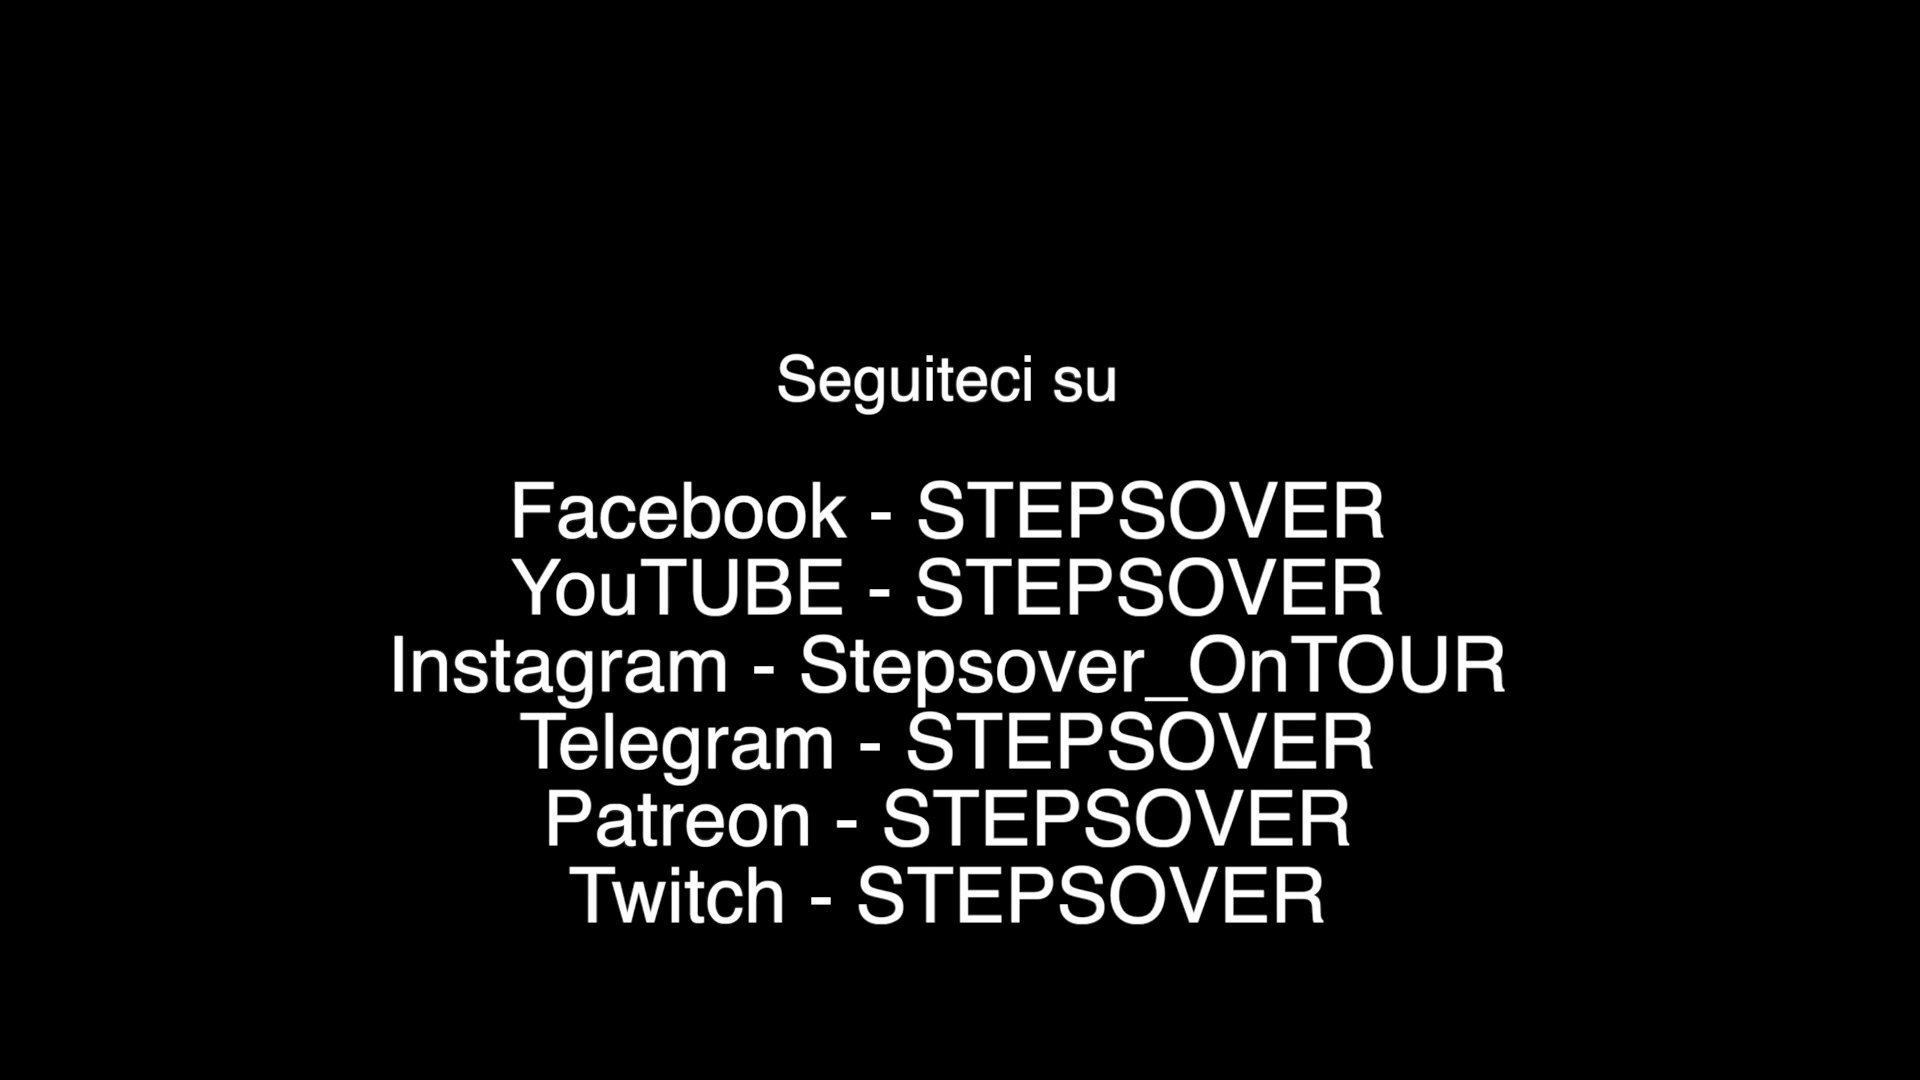 Seguiteci su
Facebook - STEPSOVER
YouTUBE - STEPSOVER
Instagram - Stepsover_OnTOUR
Telegram - STEPSOVER
Patreon - STEPSOVER
Twitch - STEPSOVER